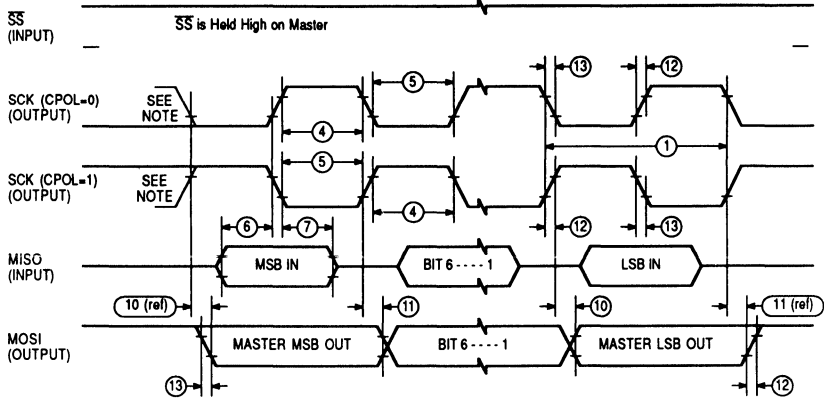 SS
(INPUT)
SS is Held High on Master
13
12
5
SCK (CPOL=0)
(OUTPUT)
SEE
NOTE
4
1
5
SCK (CPOL=1)
(OUTPUT)
SEE
NOTE
4
6
7
12
13
MISO
(INPUT)
MSB IN
BIT 6 - - - - 1
LSB IN
10 (ref)
11
10
11 (ref)
MOSI
(OUTPUT)
MASTER MSB OUT
BIT 6 - - - - 1
MASTER LSB OUT
13
12